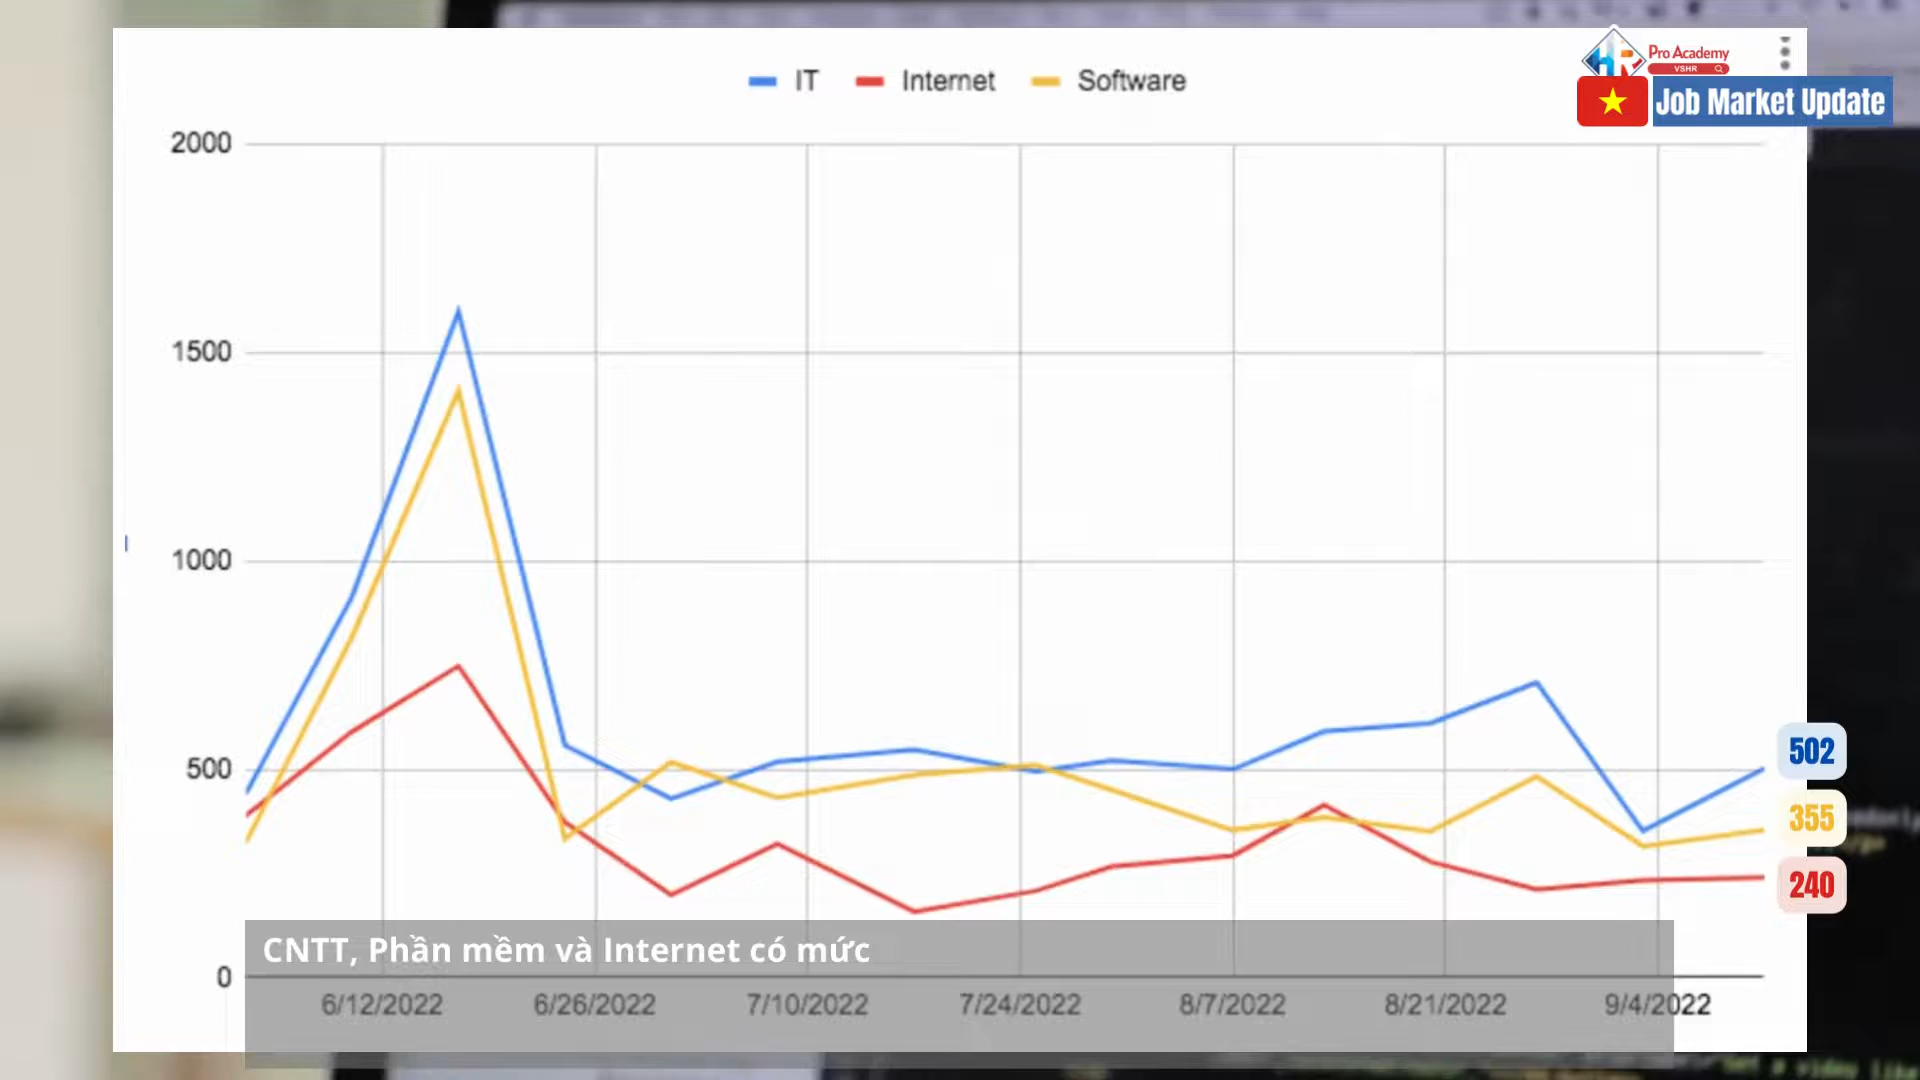 IT Internet Software
Pro Academy
VSHR
Job Market Update
2000
1500
1000
500
0
502
355
240
CNTT, Phần mềm và Internet có mức
6/12/2022 6/26/2022 7/10/2022 7/24/2022 8/7/2022 8/21/2022 9/4/2022